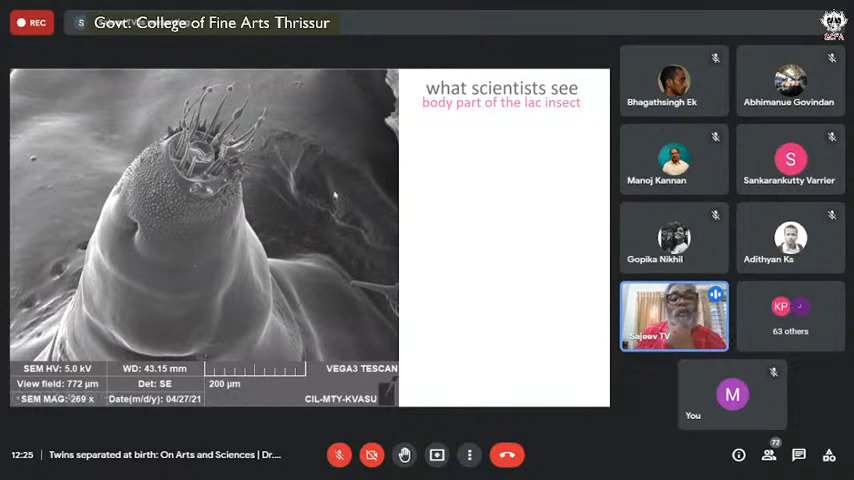 REC
S
Govt. College of Fine Arts Thrissur
GCFA
what scientists see
body part of the lac insect
Bhagathsingh Ek
Abhimanue Govindan
Manoj Kannan
S
Sankarankutty Varrier
Gopika Nikhil
Adithyan Ks
Sajeev TV
KP
J
63 others
M
You
SEM HV: 5.0 kV
WD: 43.15 mm
VEGA3 TESCAN
View field: 772 µm
Det: SE
200 µm
SEM MAG: 269 x
Date(m/d/y): 04/27/21
CIL-MTY-KVASU
12:25
Twins separated at birth: On Arts and Sciences | Dr....
72